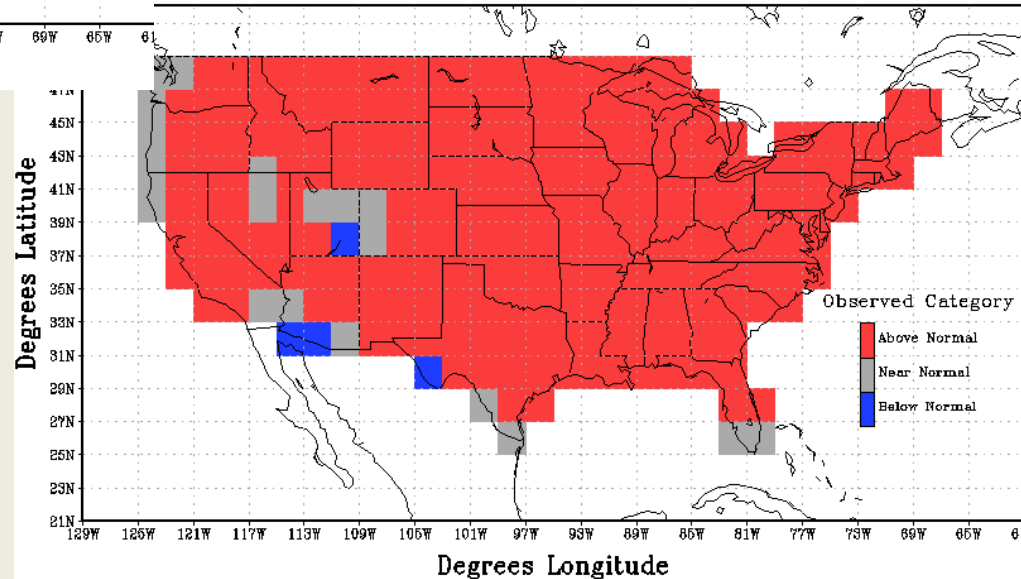 69W 65W 61
45N
43N
41N
39N
37N
35N
33N
31N
29N
27N
25N
23N
21N
Degrees Latitude
Observed Category
Above Normal
Near Normal
Below Normal
129W 125W 121W 117W 113W 109W 105W 101W 97W 93W 89W 85W 81W 77W 73W 69W 65W 6
Degrees Longitude